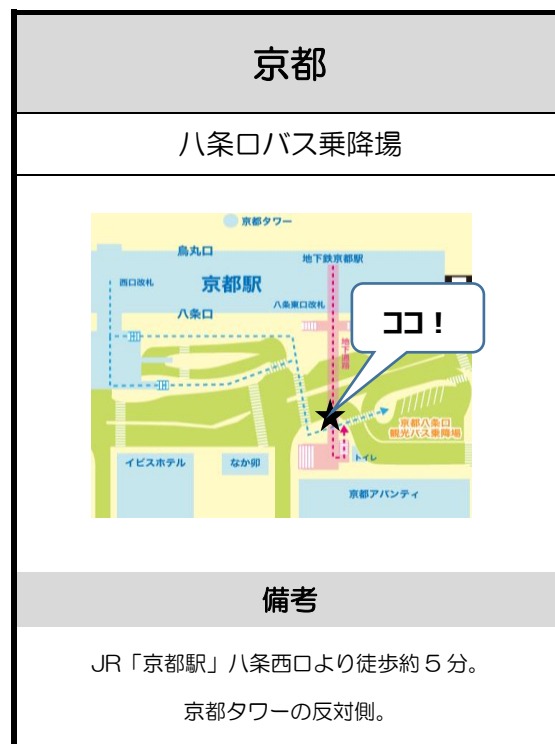 京都
八条口バス乗降場
京都タワー
烏丸口
地下鉄京都駅
西口改札
京都駅
八条東口改札
八条口
ココ！
地下通路
京都八条口
観光バス乗降場
イビスホテル
なか卯
トイレ
京都アバンティ
備考
JR「京都駅」八条西口より徒歩約5分。
京都タワーの反対側。